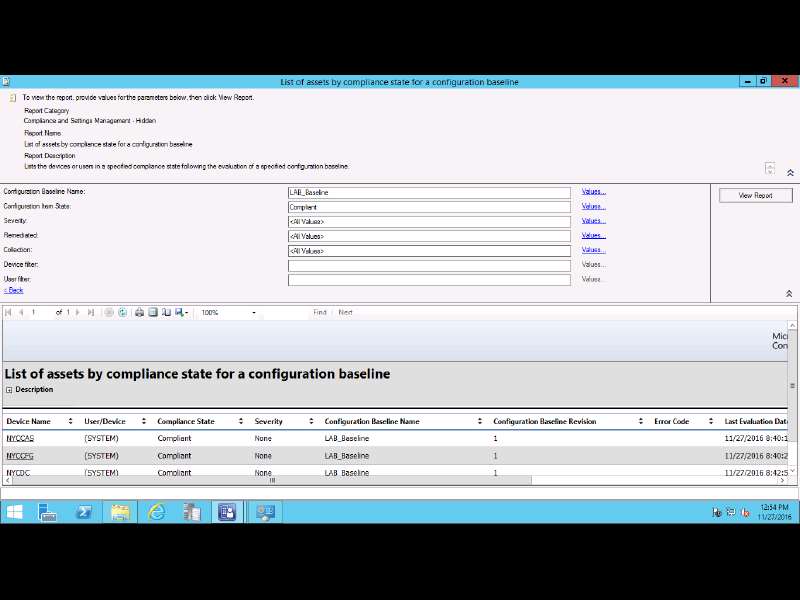 List of assets by compliance state for a configuration baseline
To view the report, provide values for the parameters below, then click View Report.
Report Category
Compliance and Settings Management - Hidden
Report Name
List of assets by compliance state for a configuration baseline
Report Description
Lists the devices or users in a specified compliance state following the evaluation of a specified configuration baseline.
Configuration Baseline Name: LAB_Baseline Values... View Report
Configuration Item State: Compliant Values...
Severity: <All Values> Values...
Remediated: <All Values> Values...
Collection: <All Values> Values...
Device filter: Values...
User filter: Values...
< Back
1 of 1 100% Find Next
Micr
Con
List of assets by compliance state for a configuration baseline
Description
Device Name User/Device Compliance State Severity Configuration Baseline Name Configuration Baseline Revision Error Code Last Evaluation Date
NYCCAS (SYSTEM) Compliant None LAB_Baseline 1 11/27/2016 8:40:1
NYCCFG (SYSTEM) Compliant None LAB_Baseline 1 11/27/2016 8:40:2
NYCDC (SYSTEM) Compliant None LAB_Baseline 1 11/27/2016 8:42:5
12:54 PM
11/27/2016